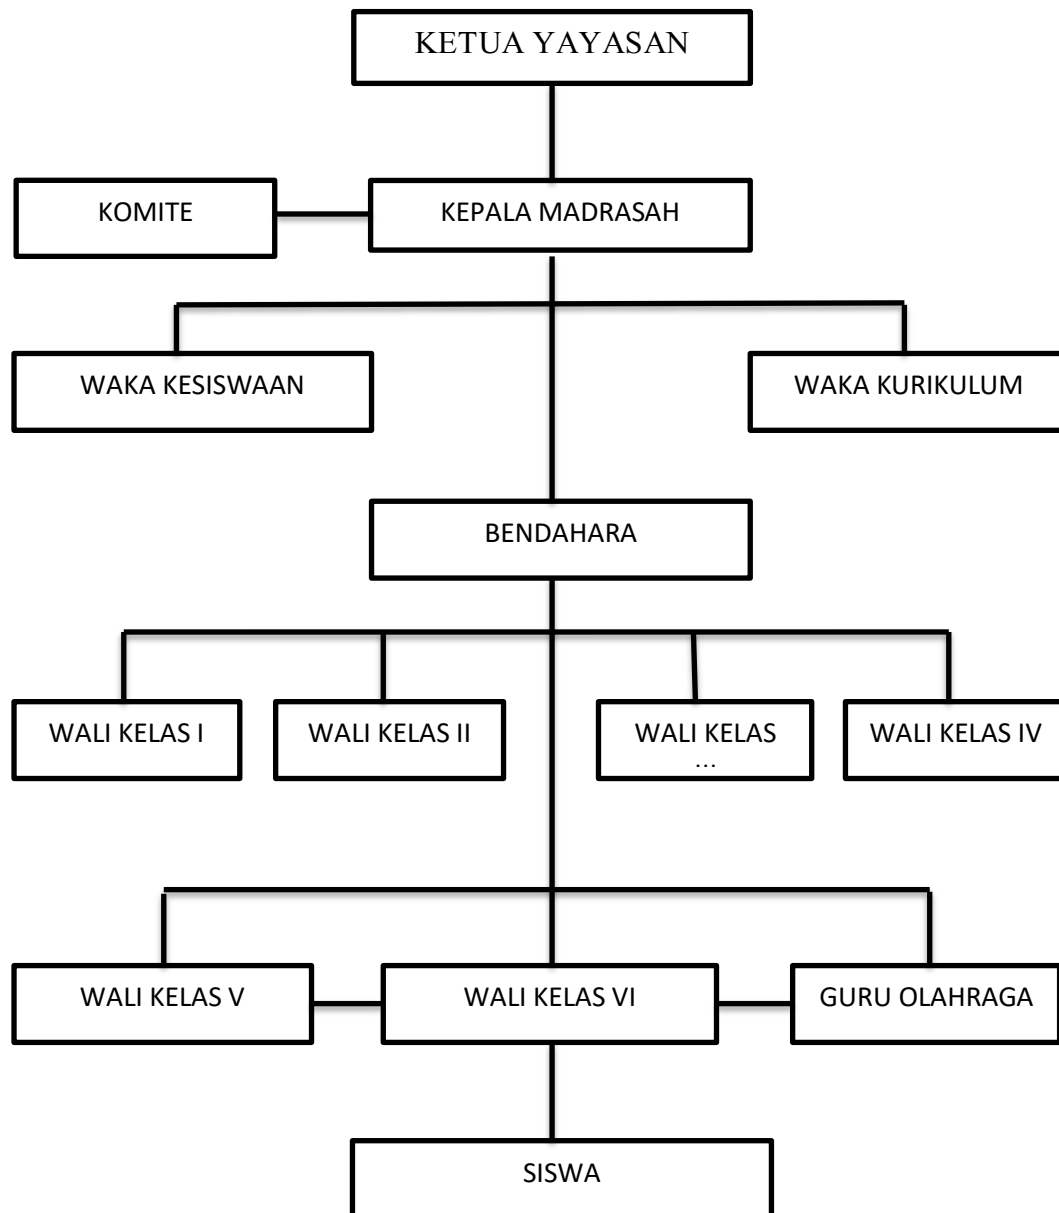 KETUA YAYASAN
KOMITE
KEPALA MADRASAH
WAKA KESISWAAN
WAKA KURIKULUM
BENDAHARA
WALI KELAS I
WALI KELAS II
WALI KELAS
...
WALI KELAS IV
WALI KELAS V
WALI KELAS VI
GURU OLAHRAGA
SISWA